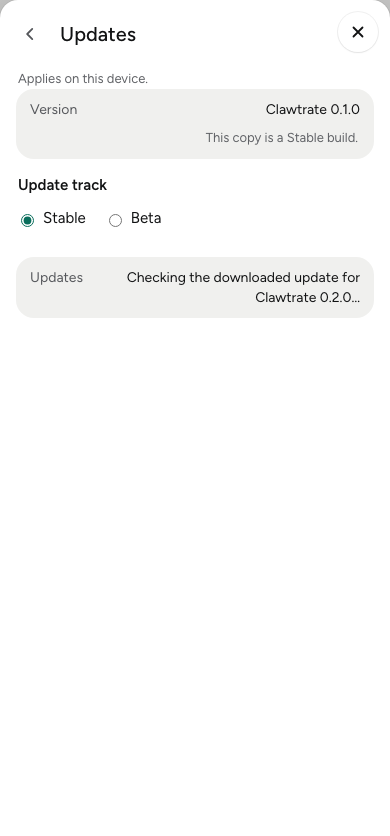 Updates
Applies on this device.
Version
Clawtrate 0.1.0
This copy is a Stable build.
Update track
Stable
Beta
Updates
Checking the downloaded update for
Clawtrate 0.2.0...